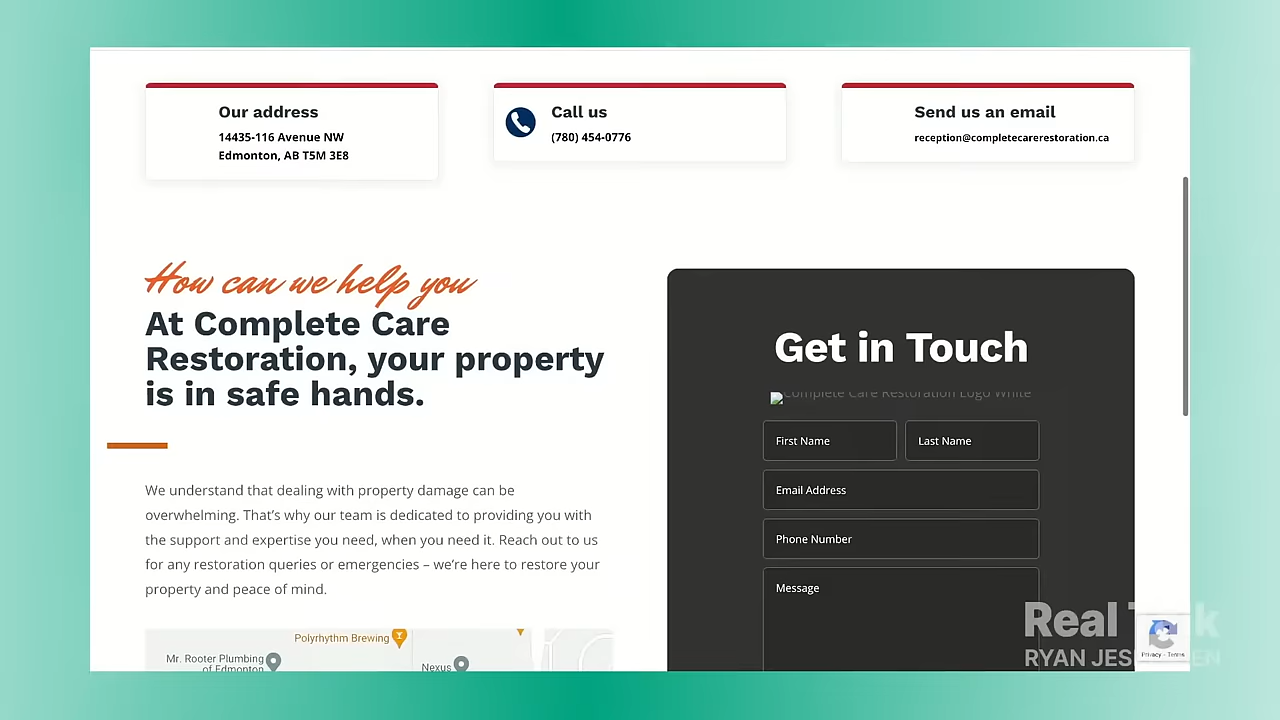 Our address
14435-116 Avenue NW
Edmonton, AB T5M 3E8
Call us
(780) 454-0776
Send us an email
reception@completecarerestoration.ca
How can we help you
At Complete Care
Restoration, your property
is in safe hands.
We understand that dealing with property damage can be
overwhelming. That’s why our team is dedicated to providing you with
the support and expertise you need, when you need it. Reach out to us
for any restoration queries or emergencies – we’re here to restore your
property and peace of mind.
Polyrhythm Brewing
Mr. Rooter Plumbing
of Edmonton
Nexus
Get in Touch
Complete Care Restoration Logo White
First Name
Last Name
Email Address
Phone Number
Message
Real
RYAN
Privacy - Terms